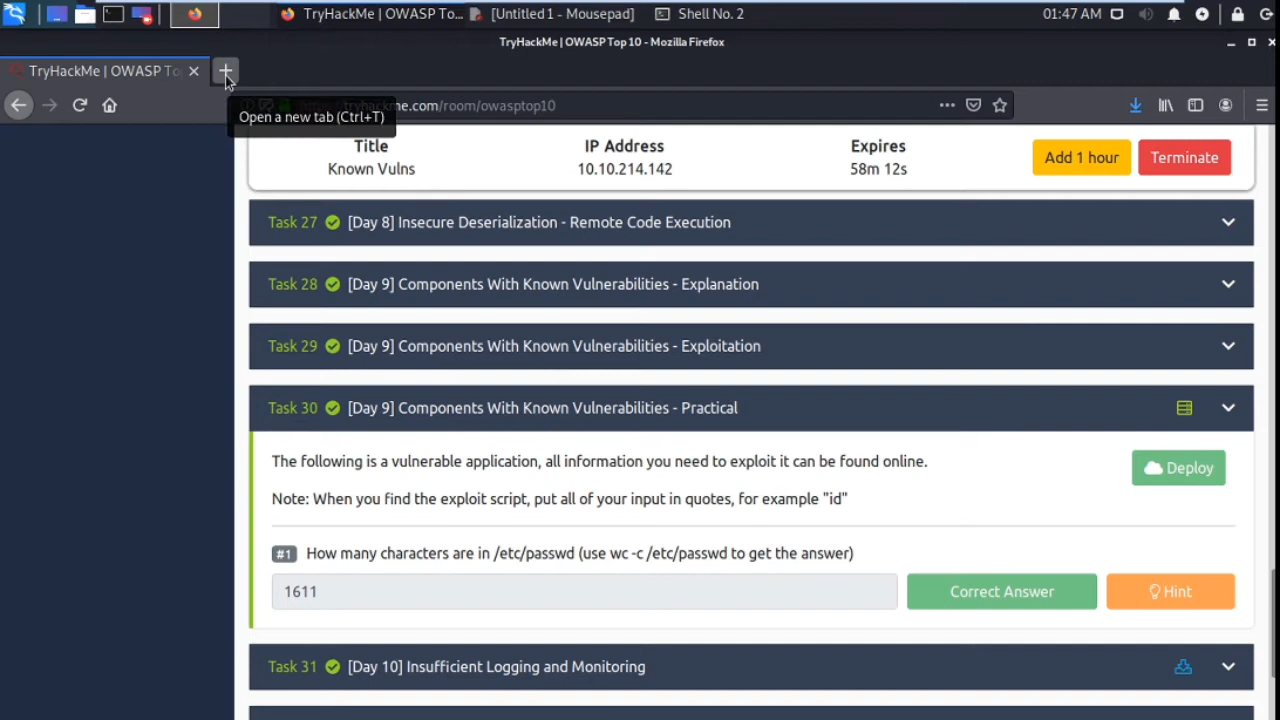 TryHackMe | OWASP To...
[Untitled 1 - Mousepad]
Shell No. 2
01:47 AM
TryHackMe | OWASP Top 10 - Mozilla Firefox
TryHackMe | OWASP To
tryhackme.com/room/owasptop10
Open a new tab (Ctrl+T)
Title
IP Address
Expires
Known Vulns
10.10.214.142
58m 12s
Add 1 hour
Terminate
Task 27 [Day 8] Insecure Deserialization - Remote Code Execution
Task 28 [Day 9] Components With Known Vulnerabilities - Explanation
Task 29 [Day 9] Components With Known Vulnerabilities - Exploitation
Task 30 [Day 9] Components With Known Vulnerabilities - Practical
The following is a vulnerable application, all information you need to exploit it can be found online.
Deploy
Note: When you find the exploit script, put all of your input in quotes, for example "id"
#1 How many characters are in /etc/passwd (use wc -c /etc/passwd to get the answer)
1611
Correct Answer
Hint
Task 31 [Day 10] Insufficient Logging and Monitoring